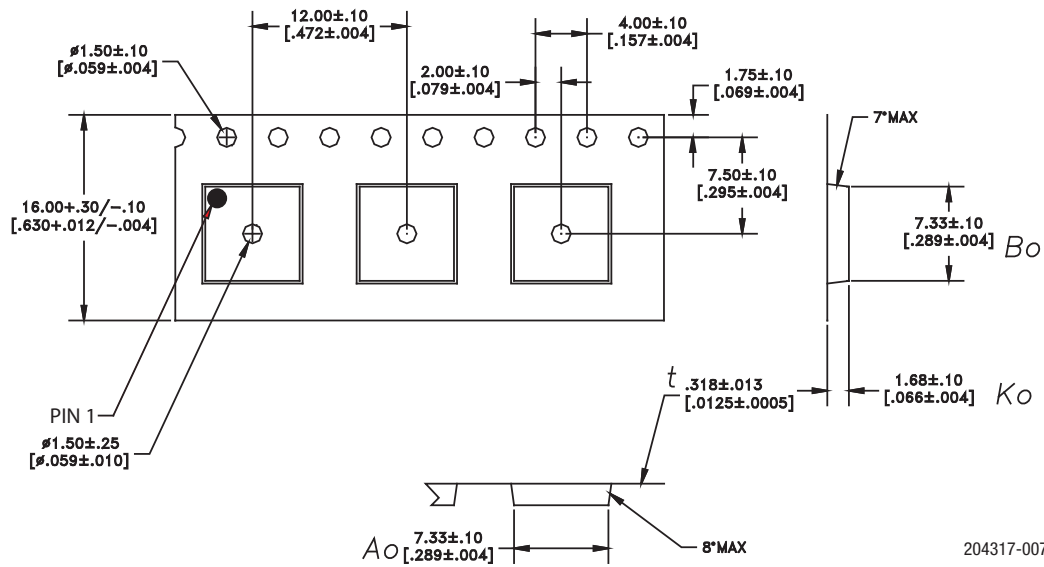 12.00±.10
[.472±.004]
4.00±.10
[.157±.004]
ø1.50±.10
[ø.059±.004]
2.00±.10
[.079±.004]
1.75±.10
[.069±.004]
7°MAX
7.50±.10
[.295±.004]
16.00+.30/-.10
[.630+.012/-.004]
7.33±.10
[.289±.004]
Bo
t .318±.013
[.0125±.0005]
1.68±.10
[.066±.004]
Ko
PIN 1
ø1.50±.25
[ø.059±.010]
Ao 7.33±.10
[.289±.004]
8°MAX
204317-007